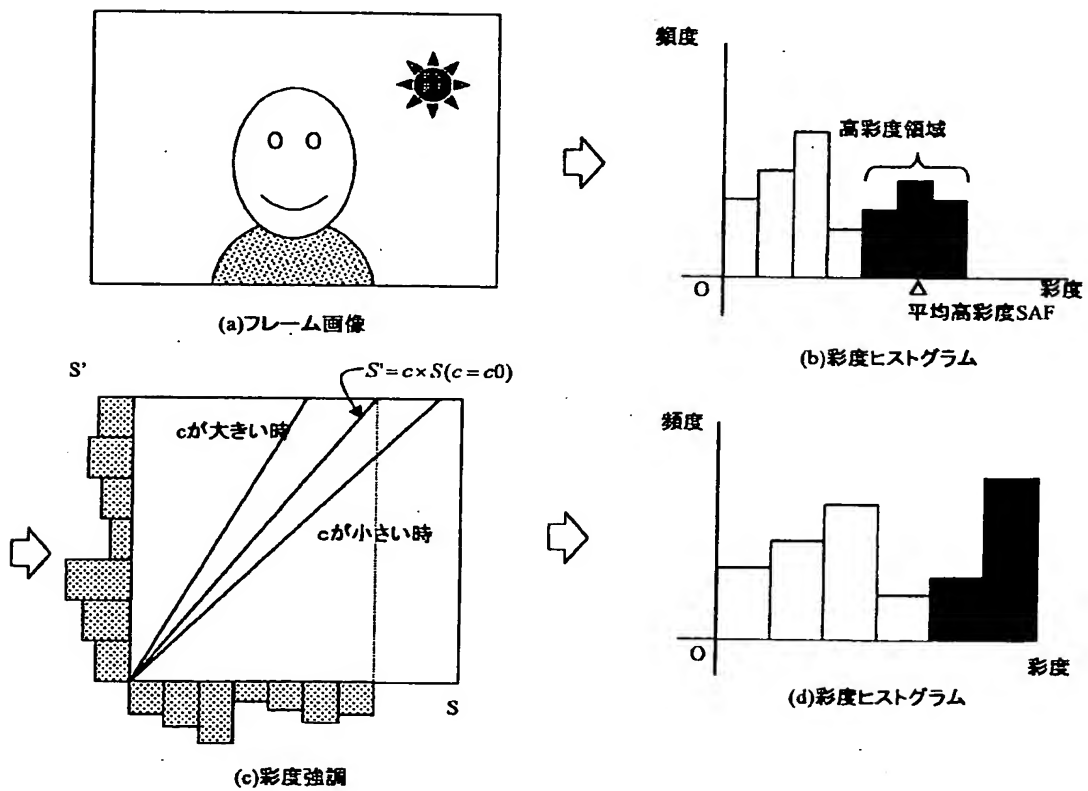 (a)フレーム画像
頻度
高彩度領域
O
彩度
平均高彩度SAF
(b)彩度ヒストグラム
S'
S'=c×S(c=c0)
cが大きい時
cが小さい時
S
(c)彩度強調
頻度
O
彩度
(d)彩度ヒストグラム